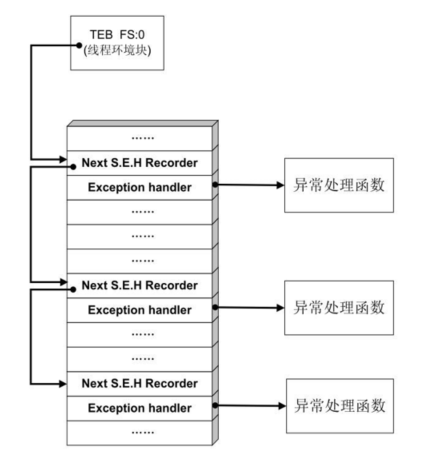 TEB FS:0
(线程环境块)
……
Next S.E.H Recorder
Exception handler
异常处理函数
……
……
……
Next S.E.H Recorder
Exception handler
异常处理函数
……
……
Next S.E.H Recorder
Exception handler
异常处理函数
……